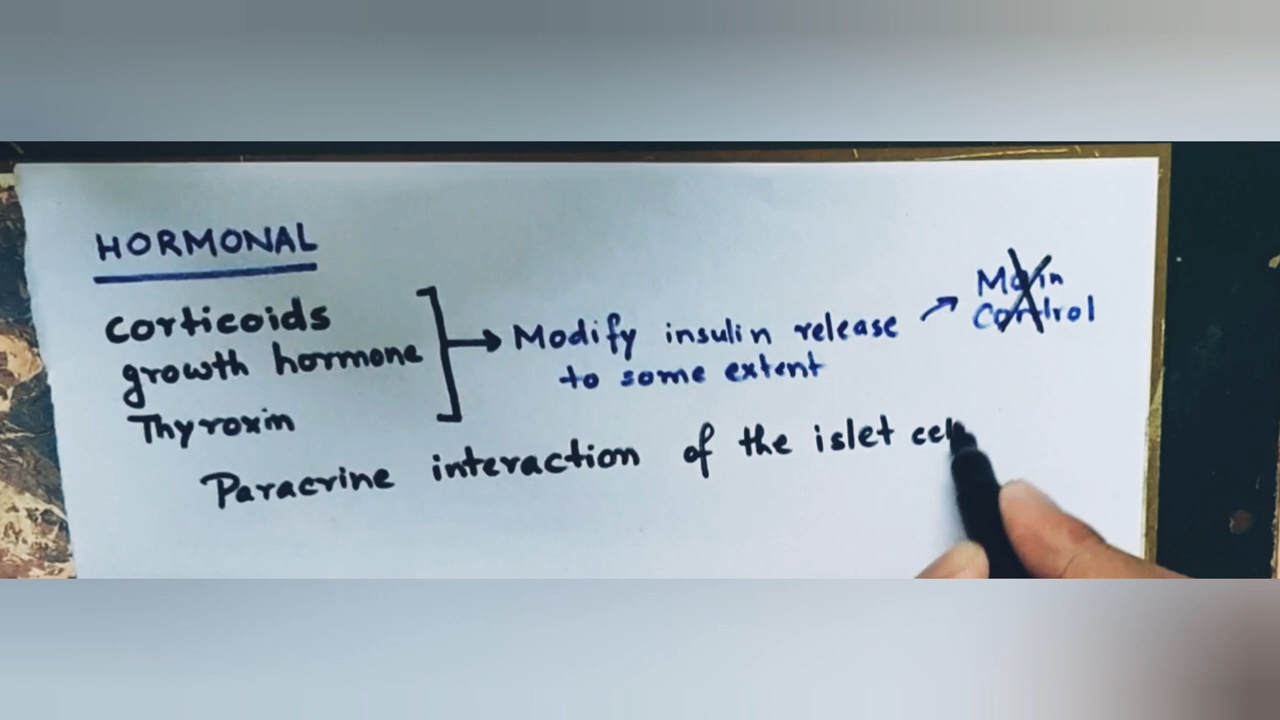 HORMONAL
Corticoids
growth hormone
Thyroxin
Modify insulin release
to some extent
Main
Control
Paracrine interaction of the islet cel